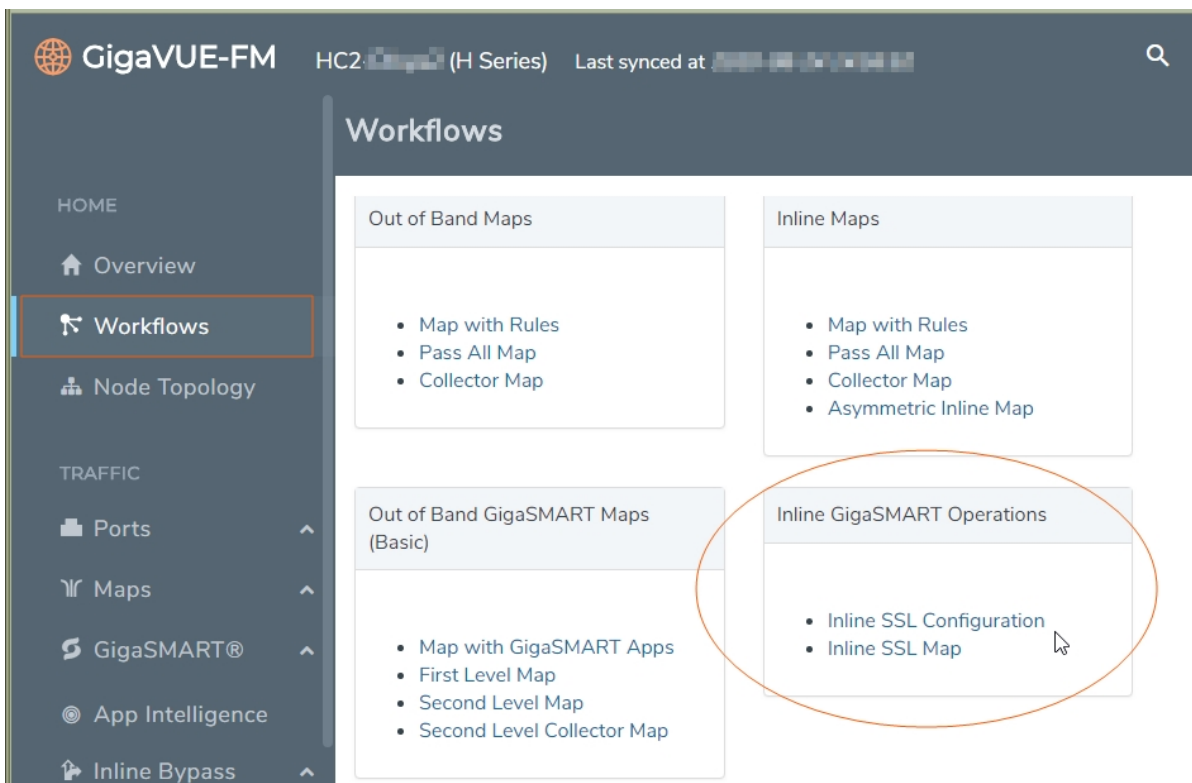 GigaVUE-FM HC2- (H Series) Last synced at
Workflows
HOME
Overview
Workflows
Node Topology
TRAFFIC
Ports
Maps
GigaSMART®
App Intelligence
Inline Bypass
Out of Band Maps
• Map with Rules
• Pass All Map
• Collector Map
Inline Maps
• Map with Rules
• Pass All Map
• Collector Map
• Asymmetric Inline Map
Out of Band GigaSMART Maps
(Basic)
• Map with GigaSMART Apps
• First Level Map
• Second Level Map
• Second Level Collector Map
Inline GigaSMART Operations
• Inline SSL Configuration
• Inline SSL Map